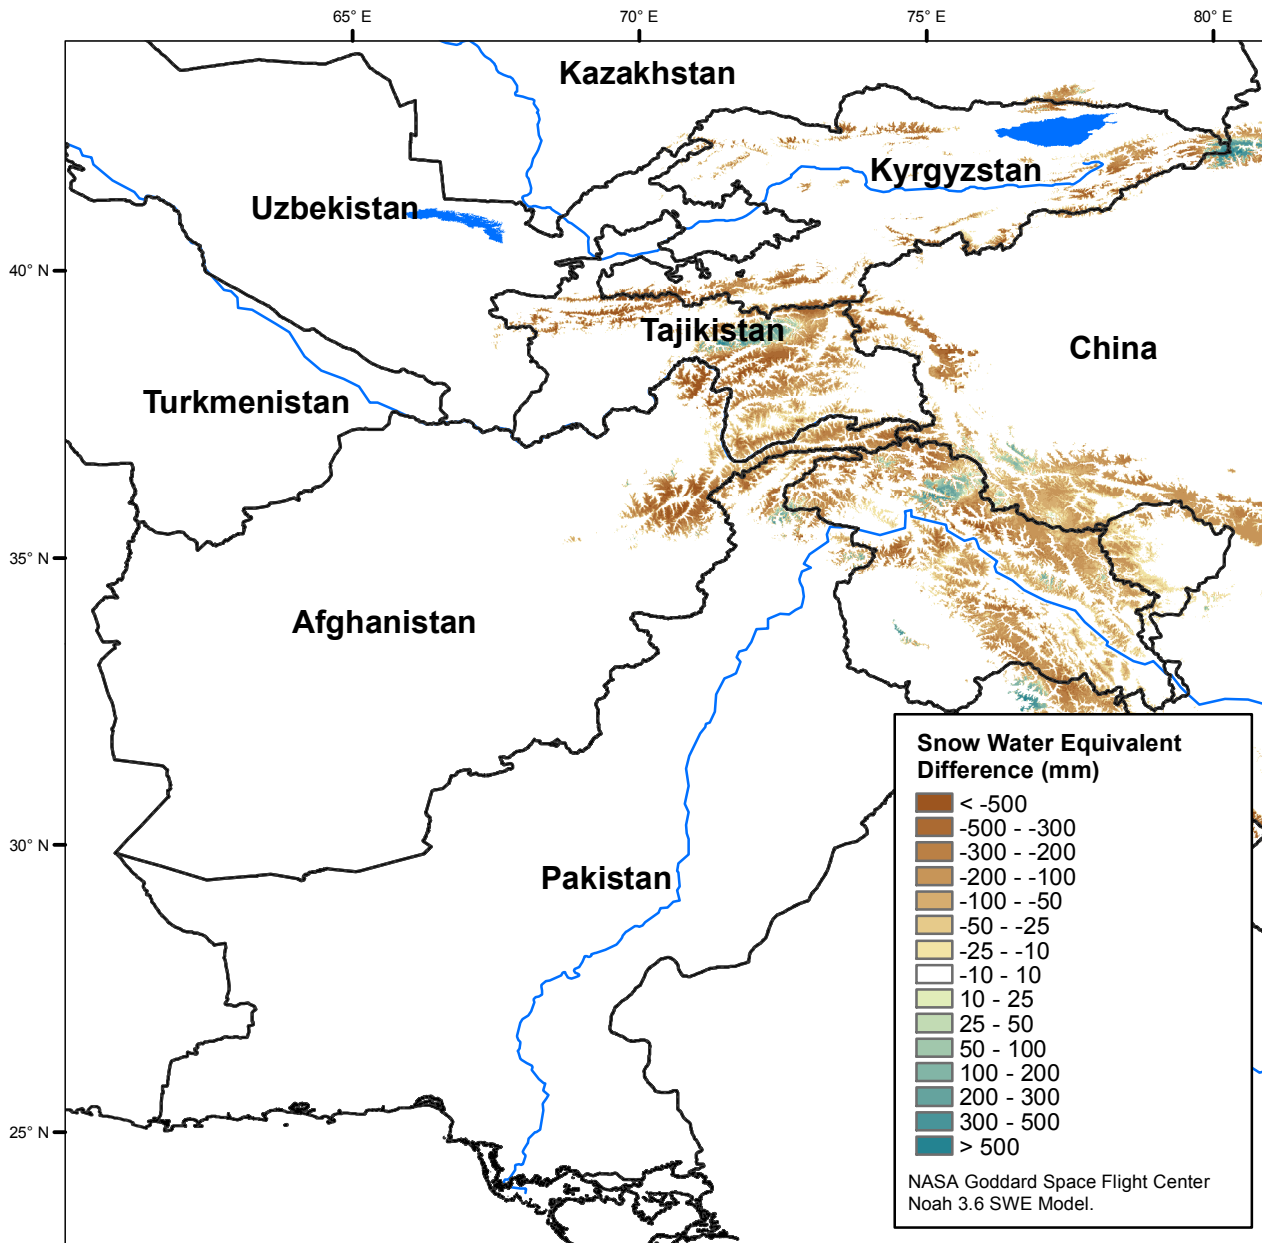 65° E
70° E
75° E
80° E
Kazakhstan
Kyrgyzstan
Uzbekistan
40° N
Tajikistan
China
Turkmenistan
35° N
Afghanistan
30° N
Pakistan
25° N
Snow Water Equivalent
Difference (mm)
< -500
-500 - -300
-300 - -200
-200 - -100
-100 - -50
-50 - -25
-25 - -10
-10 - 10
10 - 25
25 - 50
50 - 100
100 - 200
200 - 300
300 - 500
> 500
NASA Goddard Space Flight Center
Noah 3.6 SWE Model.